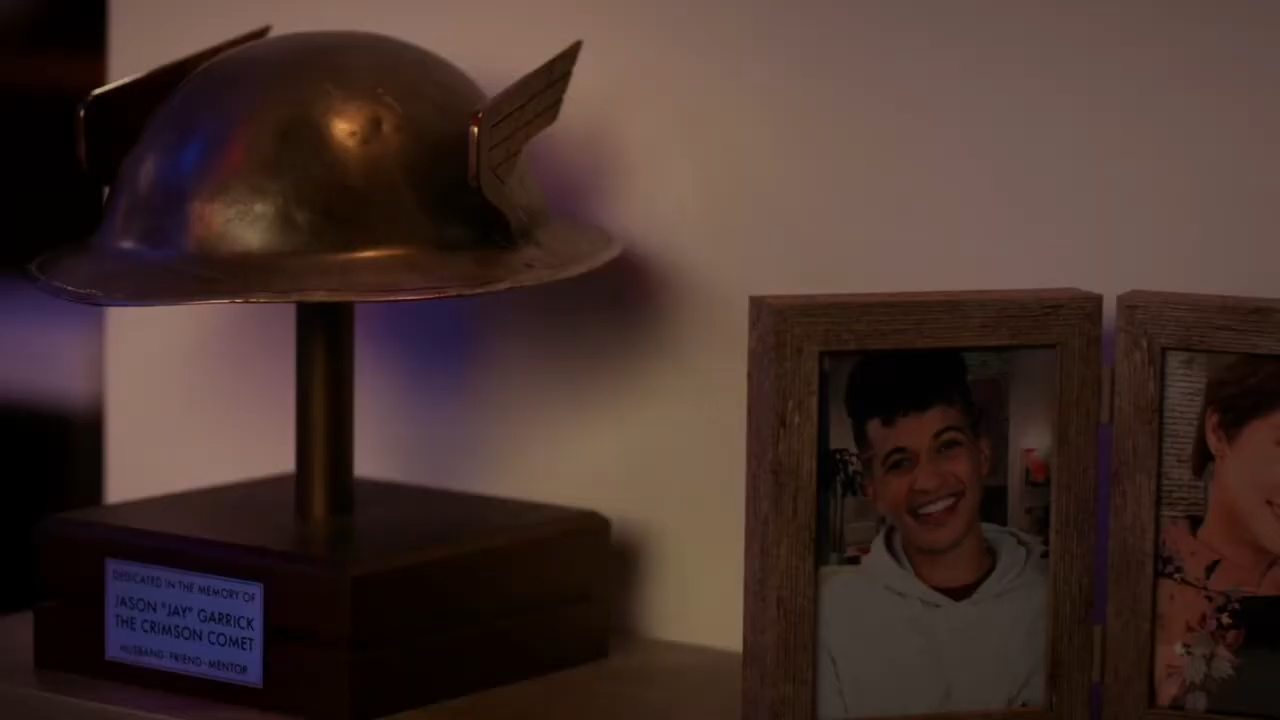 DEDICATED IN THE MEMORY OF
JASON "JAY" GARRICK
THE CRIMSON COMET
HUSBAND-FRIEND-MENTOR